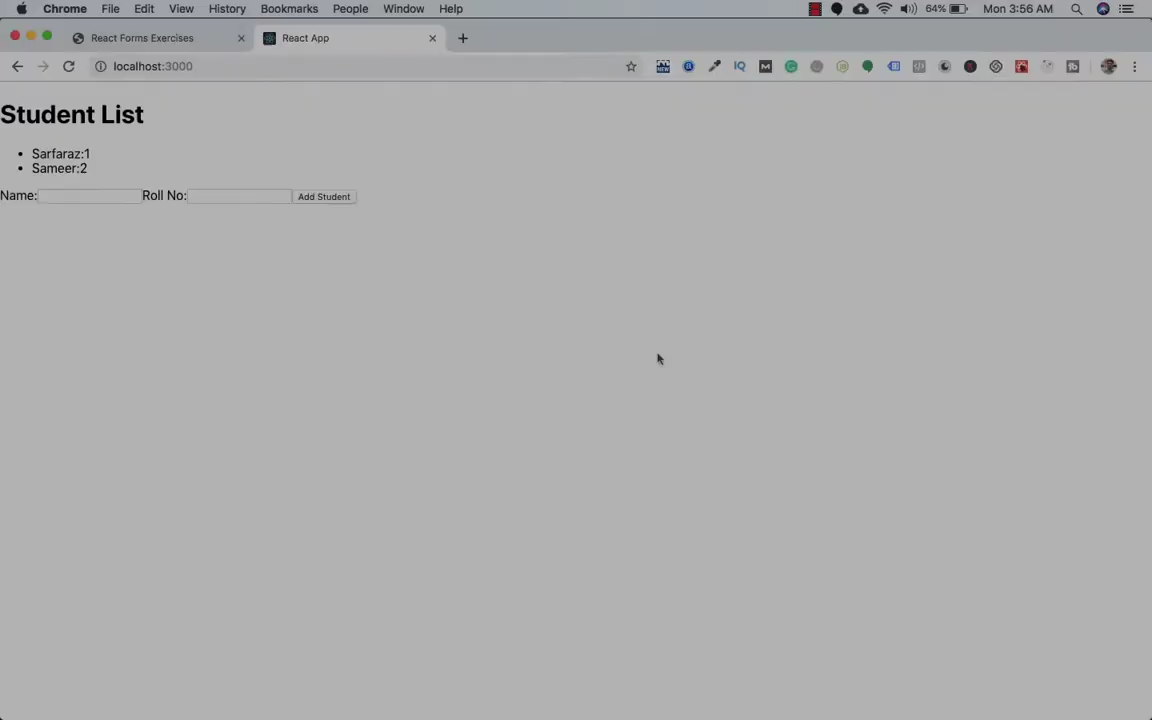 Chrome File Edit View History Bookmarks People Window Help 64% Mon 3:56 AM
React Forms Exercises React App
localhost:3000
Student List
Sarfaraz:1
Sameer:2
Name: Roll No: Add Student